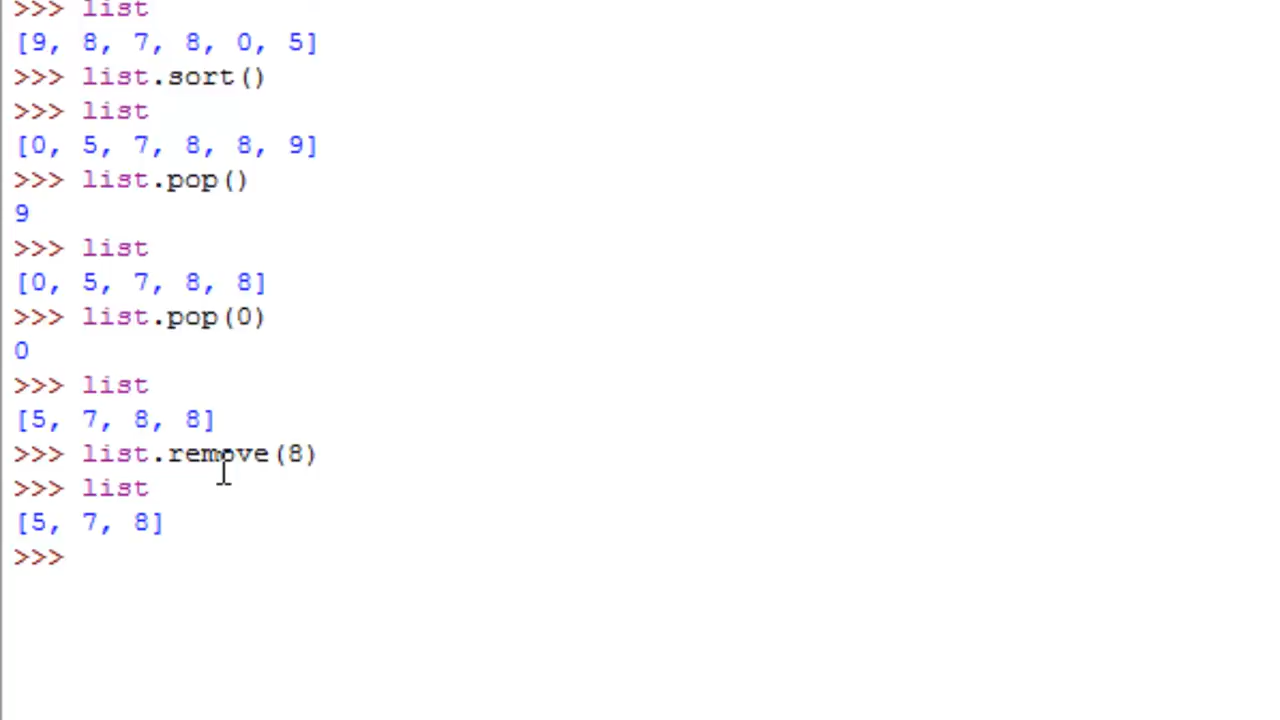 >>> list
[9, 8, 7, 8, 0, 5]
>>> list.sort()
>>> list
[0, 5, 7, 8, 8, 9]
>>> list.pop()
9
>>> list
[0, 5, 7, 8, 8]
>>> list.pop(0)
0
>>> list
[5, 7, 8, 8]
>>> list.remove(8)
>>> list
[5, 7, 8]
>>>